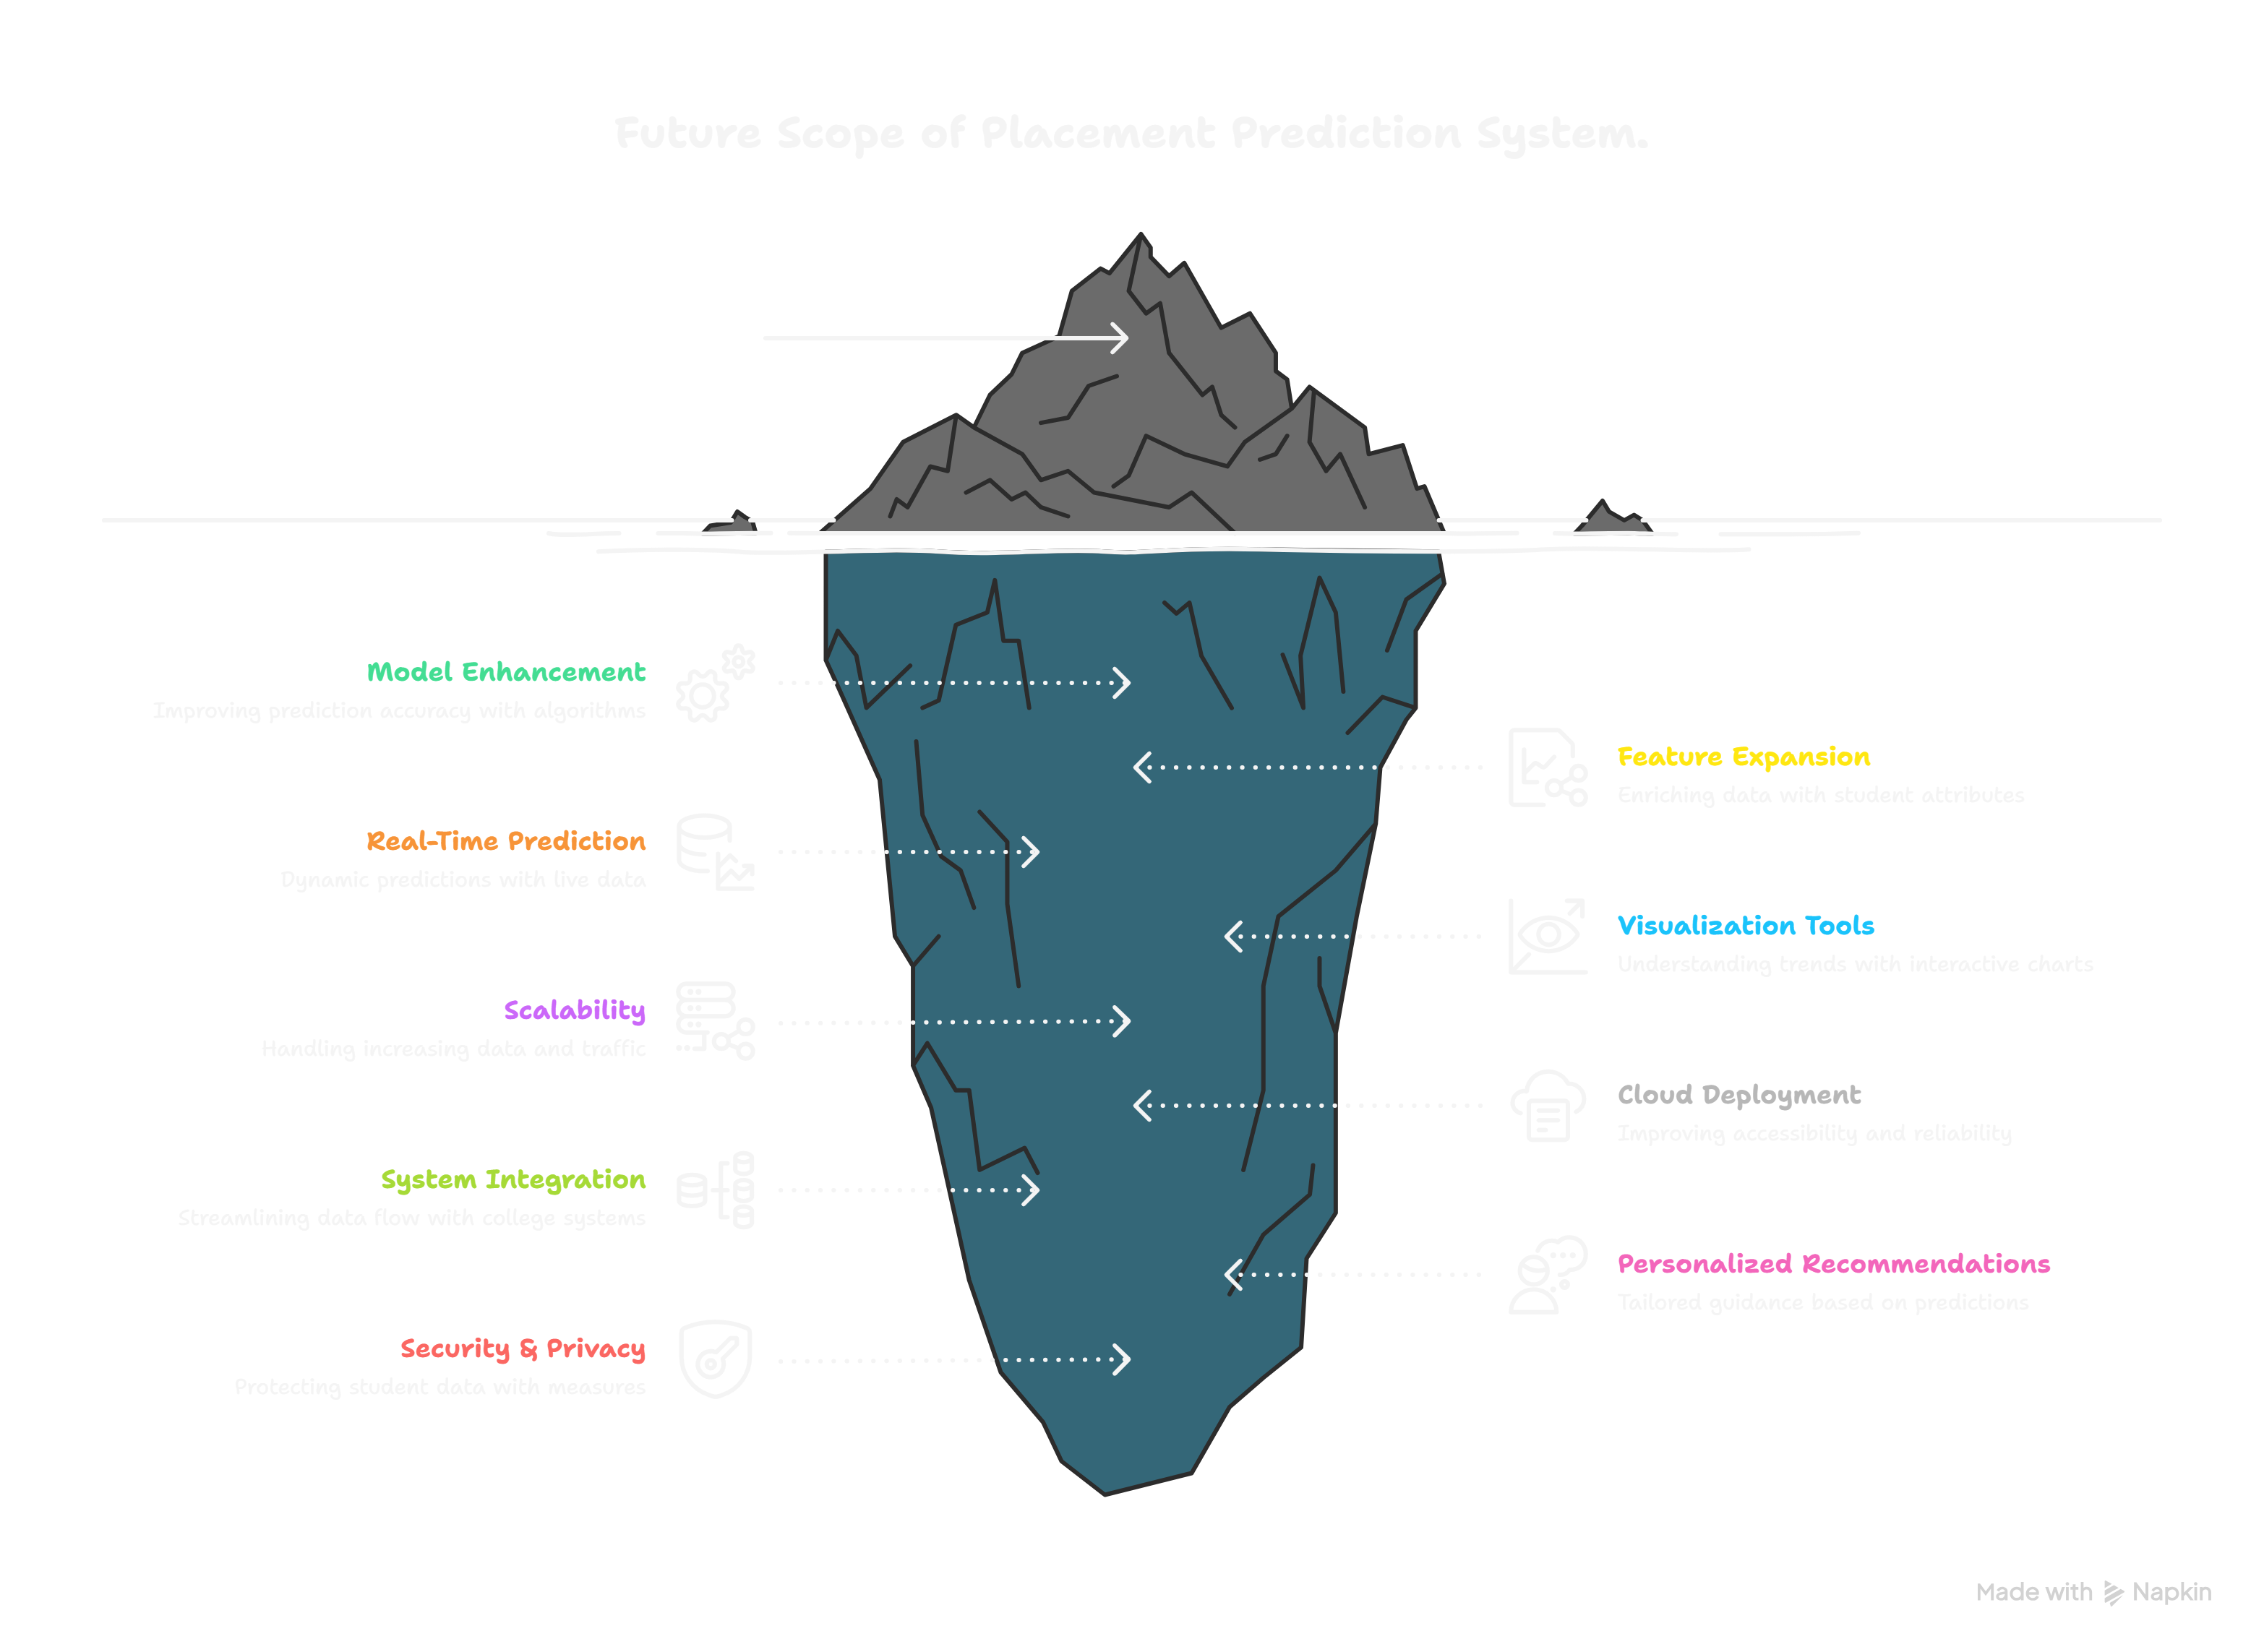 Future Scope of Placement Prediction System.
Model Enhancement
Improving prediction accuracy with algorithms
Feature Expansion
Enriching data with student attributes
Real-Time Prediction
Dynamic predictions with live data
Visualization Tools
Understanding trends with interactive charts
Scalability
Handling increasing data and traffic
Cloud Deployment
Improving accessibility and reliability
System Integration
Streamlining data flow with college systems
Personalized Recommendations
Tailored guidance based on predictions
Security & Privacy
Protecting student data with measures
Made with Napkin